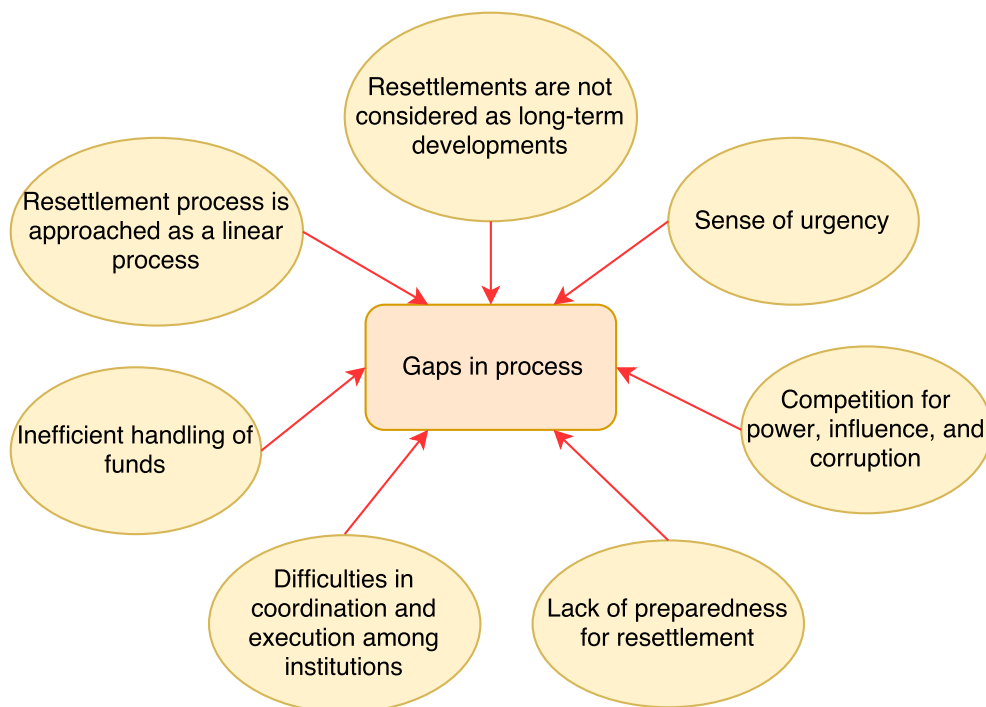 Resettlements are not
considered as long-term
developments
Resettlement process is
approached as a linear
process
Sense of urgency
Gaps in process
Inefficient handling of
funds
Competition for
power, influence, and
corruption
Difficulties in
coordination and
execution among
institutions
Lack of preparedness
for resettlement